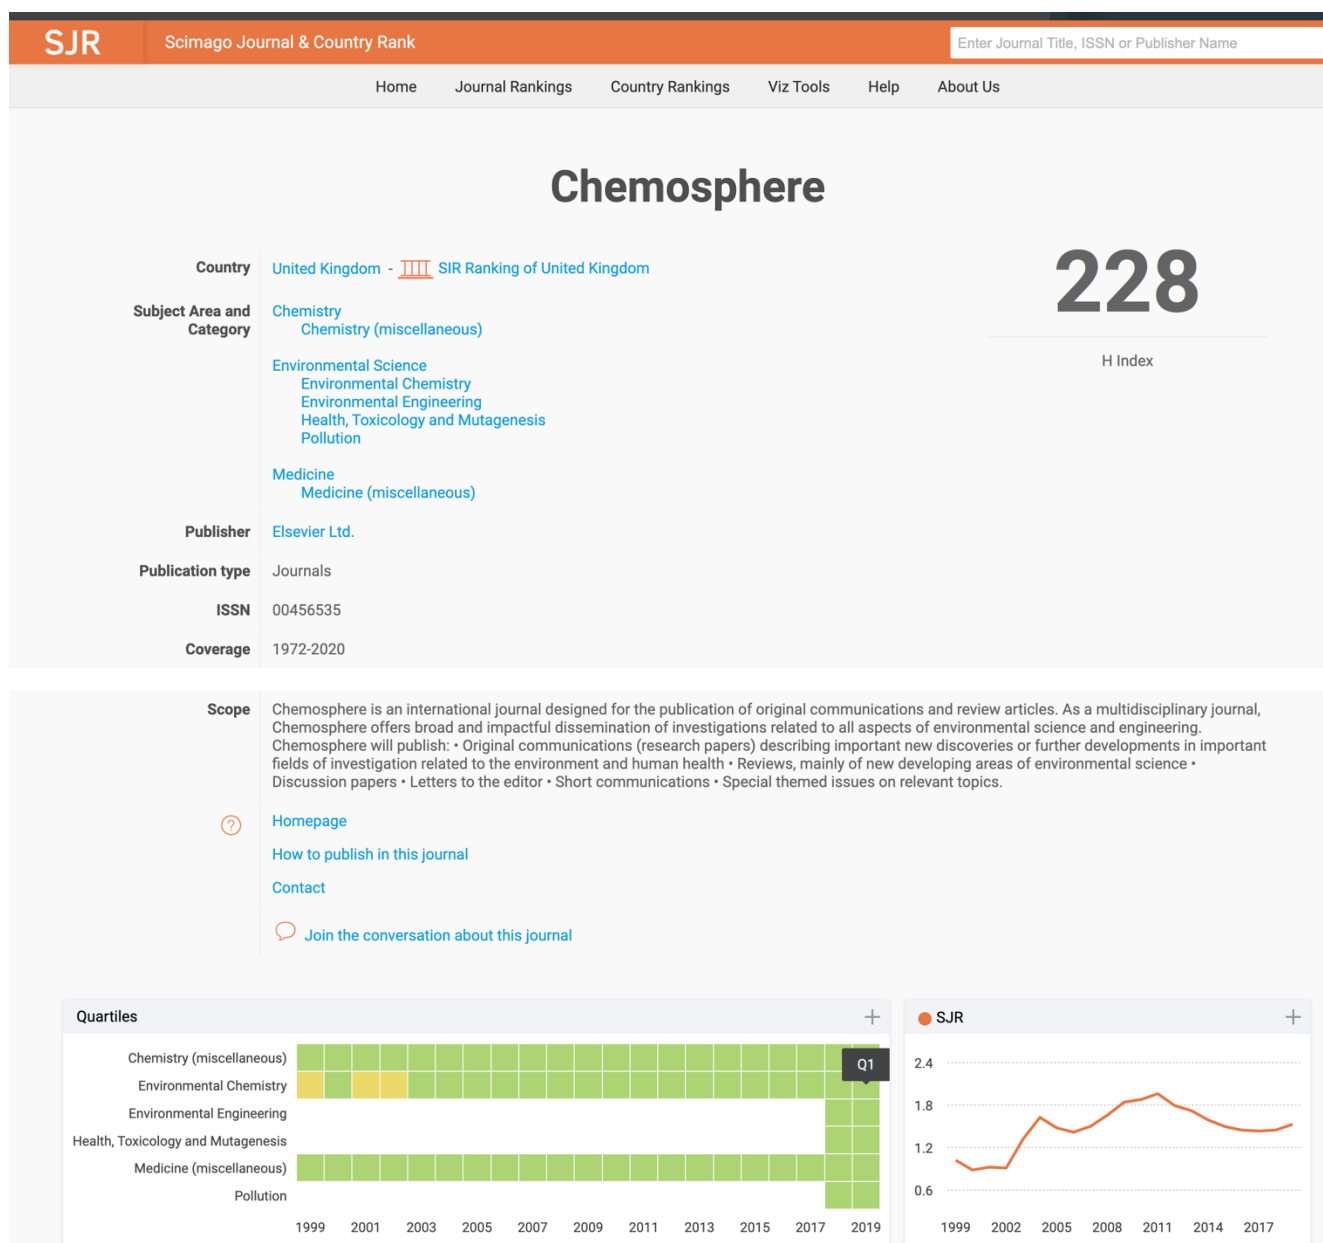 SJR
Scimago Journal & Country Rank
Enter Journal Title, ISSN or Publisher Name
Home Journal Rankings Country Rankings Viz Tools Help About Us
Chemosphere
Country United Kingdom - SIR Ranking of United Kingdom
228
H Index
Subject Area and Category
Chemistry
Chemistry (miscellaneous)
Environmental Science
Environmental Chemistry
Environmental Engineering
Health, Toxicology and Mutagenesis
Pollution
Medicine
Medicine (miscellaneous)
Publisher Elsevier Ltd.
Publication type Journals
ISSN 00456535
Coverage 1972-2020
Scope Chemosphere is an international journal designed for the publication of original communications and review articles. As a multidisciplinary journal,
Chemosphere offers broad and impactful dissemination of investigations related to all aspects of environmental science and engineering.
Chemosphere will publish: • Original communications (research papers) describing important new discoveries or further developments in important
fields of investigation related to the environment and human health • Reviews, mainly of new developing areas of environmental science •
Discussion papers • Letters to the editor • Short communications • Special themed issues on relevant topics.
? Homepage
How to publish in this journal
Contact
Join the conversation about this journal
Quartiles +
Chemistry (miscellaneous)
Q1
Environmental Chemistry
Environmental Engineering
Health, Toxicology and Mutagenesis
Medicine (miscellaneous)
Pollution
1999 2001 2003 2005 2007 2009 2011 2013 2015 2017 2019
SJR +
2.4
1.8
1.2
0.6
1999 2002 2005 2008 2011 2014 2017